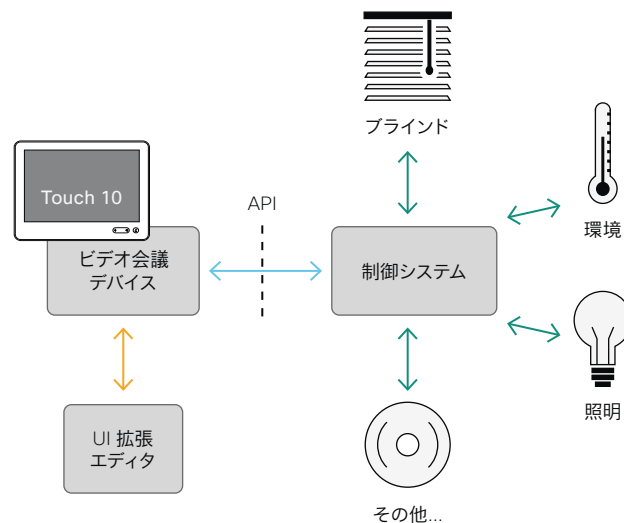 ブラインド
Touch 10
API
環境
ビデオ会議
デバイス
制御システム
照明
UI 拡張
エディタ
その他...